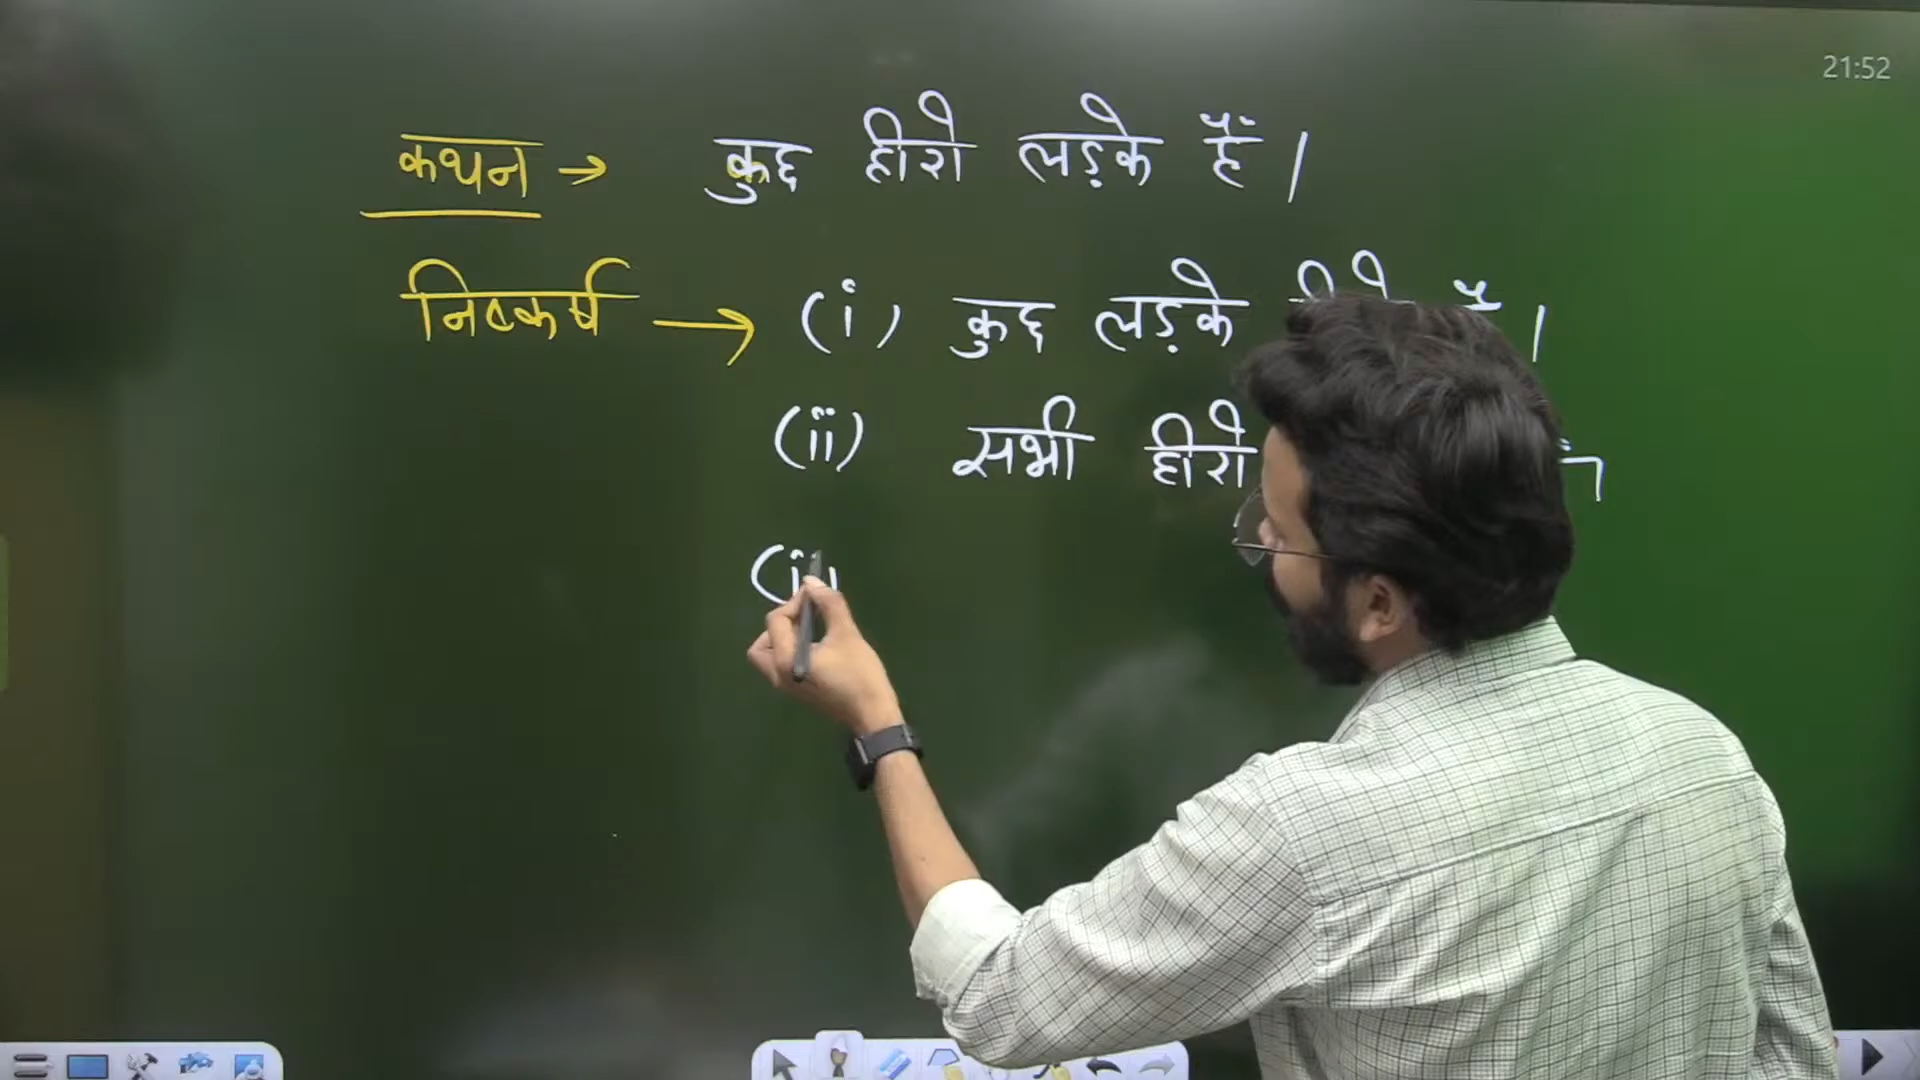 21:52
कथन → कुछ हीरो लड़के हैं।
निष्कर्ष → (i) कुछ लड़के
(ii) सभी हीरो